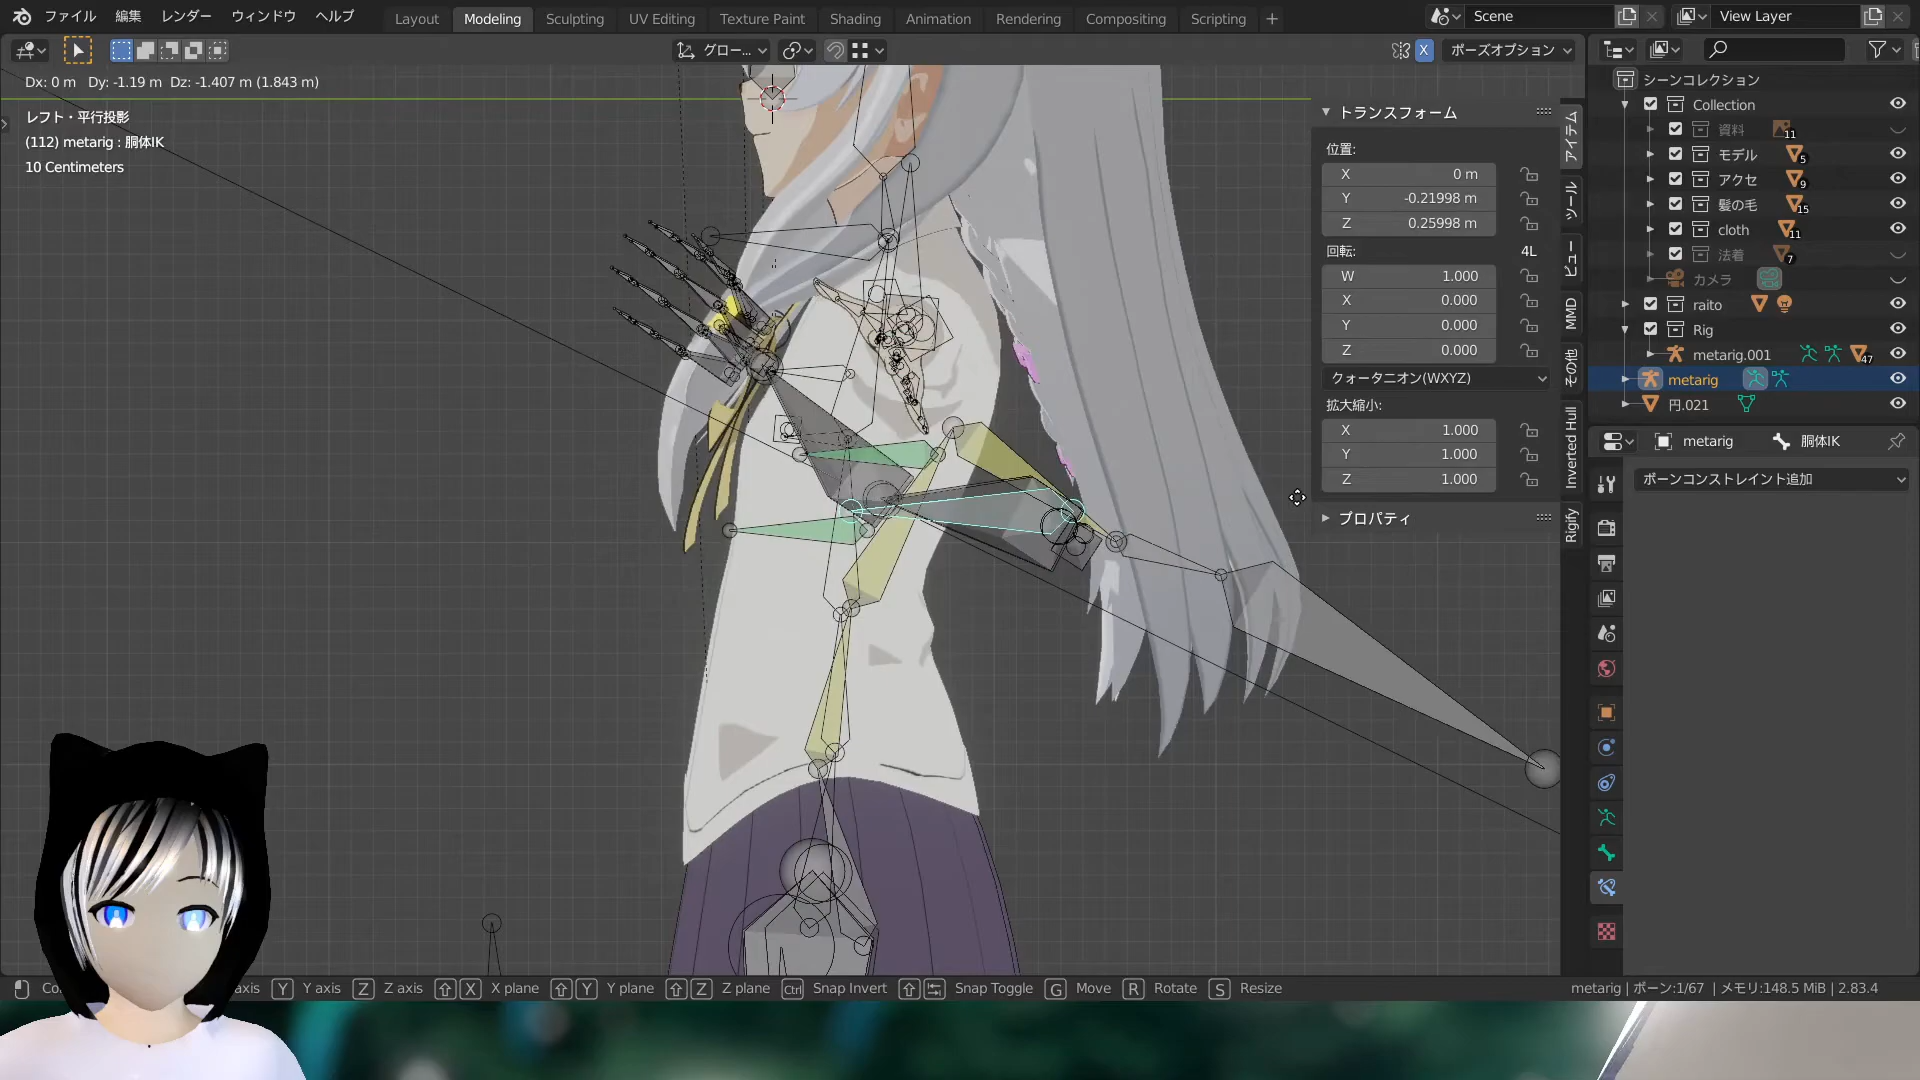 ファイル 編集 レンダー ウィンドウ ヘルプ Layout Modeling Sculpting UV Editing Texture Paint Shading Animation Rendering Compositing Scripting + Scene View Layer
グロー... X ポーズオプション
Dx: 0 m Dy: -1.19 m Dz: -1.407 m (1.843 m)
レフト・平行投影
(112) metarig : 胴体IK
10 Centimeters
トランスフォーム
位置:
X 0 m
Y -0.21998 m
Z 0.25998 m
回転: 4L
W 1.000
X 0.000
Y 0.000
Z 0.000
クォータニオン(WXYZ)
拡大縮小:
X 1.000
Y 1.000
Z 1.000
プロパティ
アイテム
ツール
ビュー
MMD
その他
Inverted Hull
Rigify
シーンコレクション
Collection
資料 11
モデル 5
アクセ 9
髪の毛 15
cloth 11
法着 7
カメラ
raito
Rig
metarig.001 47
metarig
円.021
metarig 胴体IK
ボーンコンストレイント追加
Co axis Y Y axis Z Z axis X X plane Y Y plane Z Z plane Ctrl Snap Invert Snap Toggle G Move R Rotate S Resize metarig | ボーン:1/67 | メモリ:148.5 MiB | 2.83.4